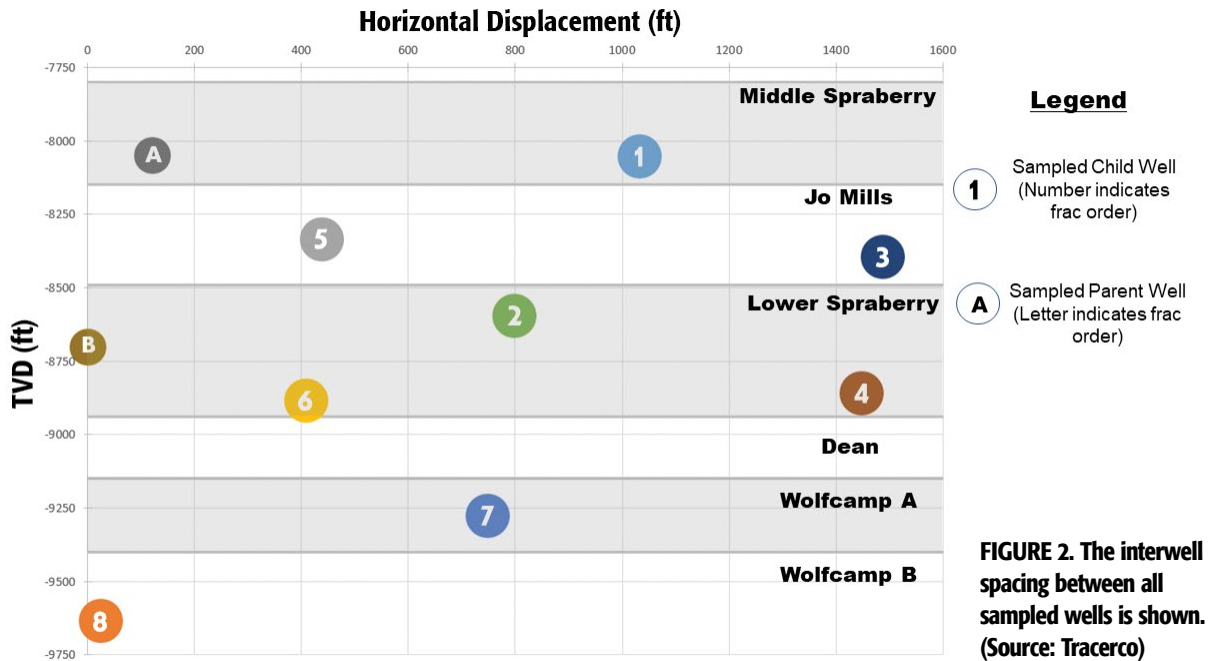 Horizontal Displacement (ft)
0 200 400 600 800 1000 1200 1400 1600
TVD (ft)
-7750
Middle Spraberry
-8000
A
1
Jo Mills
-8250
5
3
-8500
Lower Spraberry
2
B
-8750
6
4
-9000
Dean
Wolfcamp A
-9250
7
Wolfcamp B
-9500
8
-9750
Legend
1
Sampled Child Well
(Number indicates
frac order)
A
Sampled Parent Well
(Letter indicates frac
order)
FIGURE 2. The interwell
spacing between all
sampled wells is shown.
(Source: Tracerco)